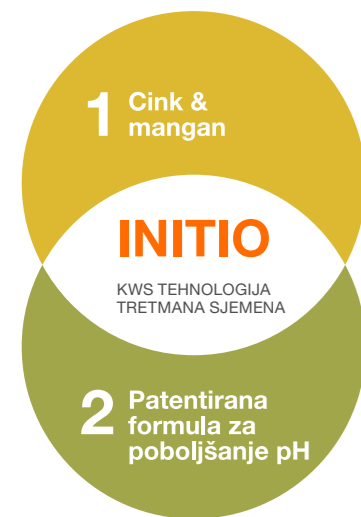 1 Cink &
mangan
INITIO
KWS TEHNOLOGIJA
TRETMANA SJEMENA
2 Patentirana
formula za
poboljšanje pH